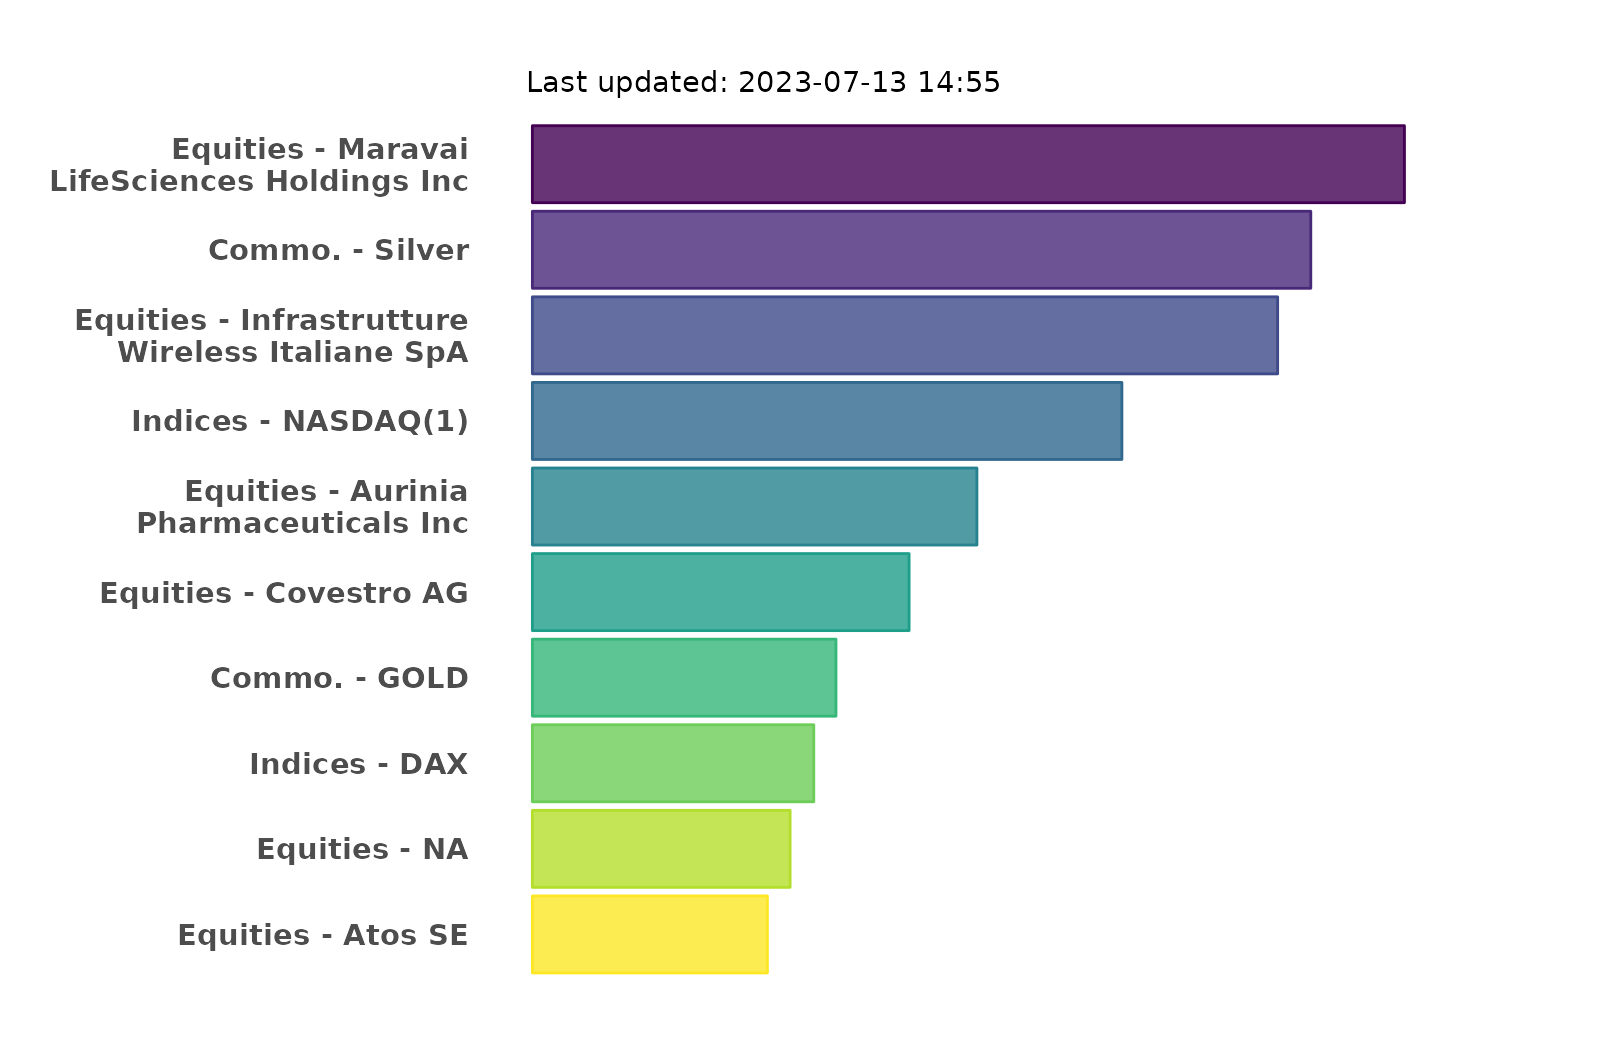 Last updated: 2023-07-13 14:55
Equities - Maravai
LifeSciences Holdings Inc
Commo. - Silver
Equities - Infrastrutture
Wireless Italiane SpA
Indices - NASDAQ(1)
Equities - Aurinia
Pharmaceuticals Inc
Equities - Covestro AG
Commo. - GOLD
Indices - DAX
Equities - NA
Equities - Atos SE